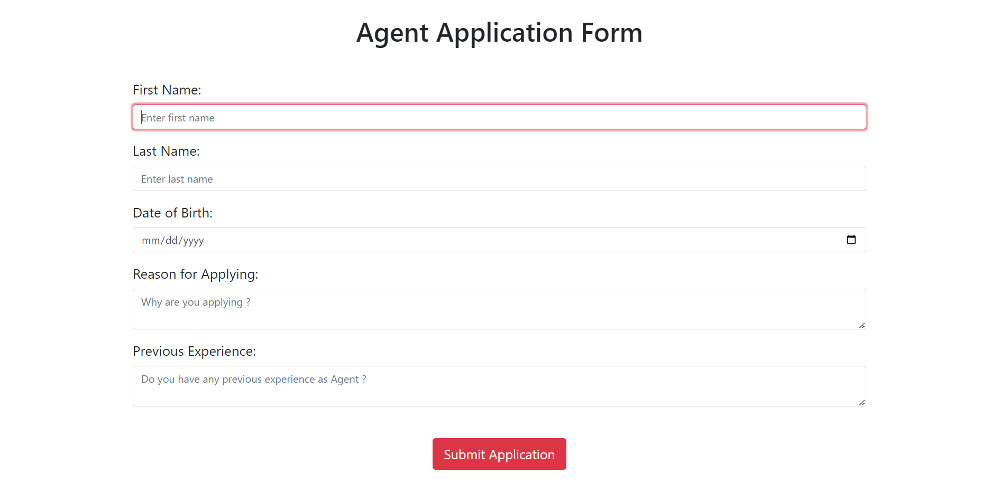 Agent Application Form
First Name:
Enter first name
Last Name:
Enter last name
Date of Birth:
mm/dd/yyyy
Reason for Applying:
Why are you applying ?
Previous Experience:
Do you have any previous experience as Agent ?
Submit Application